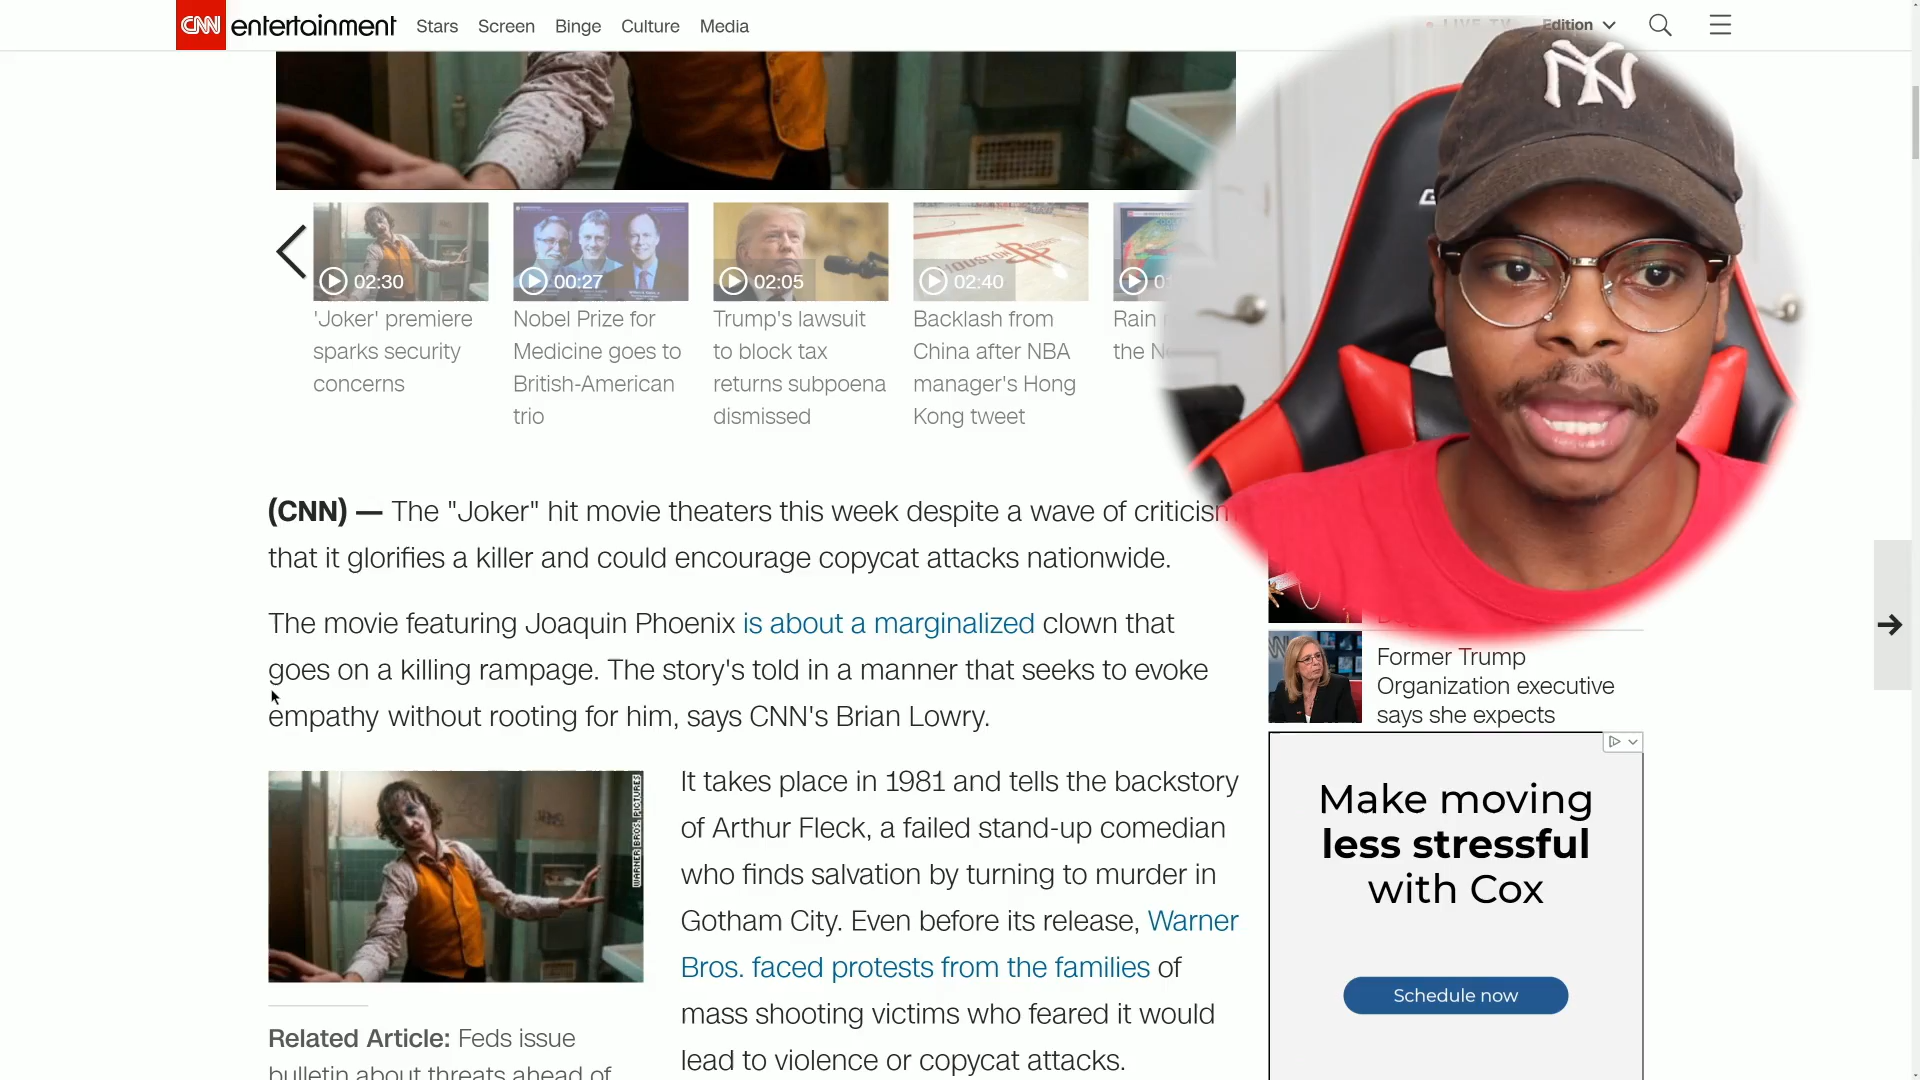 CNN entertainment Stars Screen Binge Culture Media LIVE TV Edition
NY
02:30
00:27
02:05
02:40
'Joker' premiere
sparks security
concerns
Nobel Prize for
Medicine goes to
British-American
trio
Trump's lawsuit
to block tax
returns subpoena
dismissed
HOUSTON
Backlash from
China after NBA
manager's Hong
Kong tweet
Rain
(CNN) — The "Joker" hit movie theaters this week despite a wave of criticism
that it glorifies a killer and could encourage copycat attacks nationwide.
The movie featuring Joaquin Phoenix is about a marginalized clown that
goes on a killing rampage. The story's told in a manner that seeks to evoke
empathy without rooting for him, says CNN's Brian Lowry.
WARNER BROS. PICTURES
It takes place in 1981 and tells the backstory
of Arthur Fleck, a failed stand-up comedian
who finds salvation by turning to murder in
Gotham City. Even before its release, Warner
Bros. faced protests from the families of
mass shooting victims who feared it would
lead to violence or copycat attacks.
Related Article: Feds issue
bulletin about threats ahead of
Former Trump
Organization executive
says she expects
Make moving
less stressful
with Cox
Schedule now